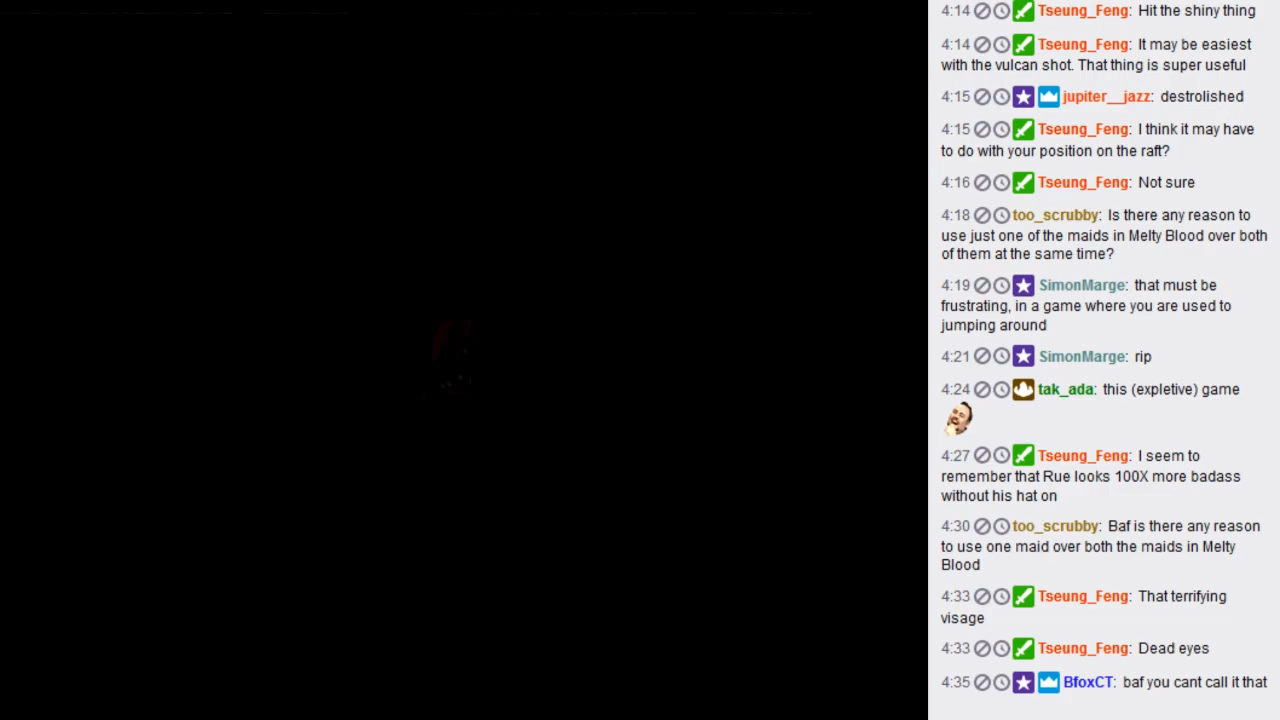 4:14 Tseung_Feng: Hit the shiny thing
4:14 Tseung_Feng: It may be easiest
with the vulcan shot. That thing is super useful
4:15 jupiter__jazz: destrolished
4:15 Tseung_Feng: I think it may have
to do with your position on the raft?
4:16 Tseung_Feng: Not sure
4:18 too_scrubby: Is there any reason to
use just one of the maids in Melty Blood over both
of them at the same time?
4:19 SimonMarge: that must be
frustrating, in a game where you are used to
jumping around
4:21 SimonMarge: rip
4:24 tak_ada: this (expletive) game
4:27 Tseung_Feng: I seem to
remember that Rue looks 100X more badass
without his hat on
4:30 too_scrubby: Baf is there any reason
to use one maid over both the maids in Melty
Blood
4:33 Tseung_Feng: That terrifying
visage
4:33 Tseung_Feng: Dead eyes
4:35 BfoxCT: baf you cant call it that